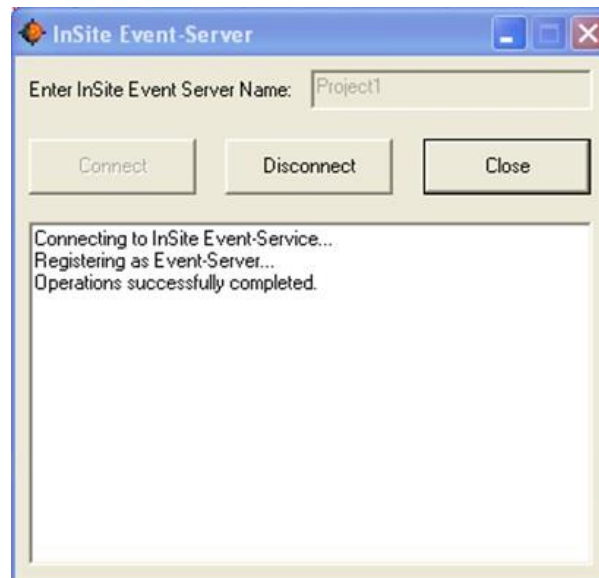 InSite Event-Server
Enter InSite Event Server Name: Project1
Connect Disconnect Close
Connecting to InSite Event-Service...
Registering as Event-Server...
Operations successfully completed.